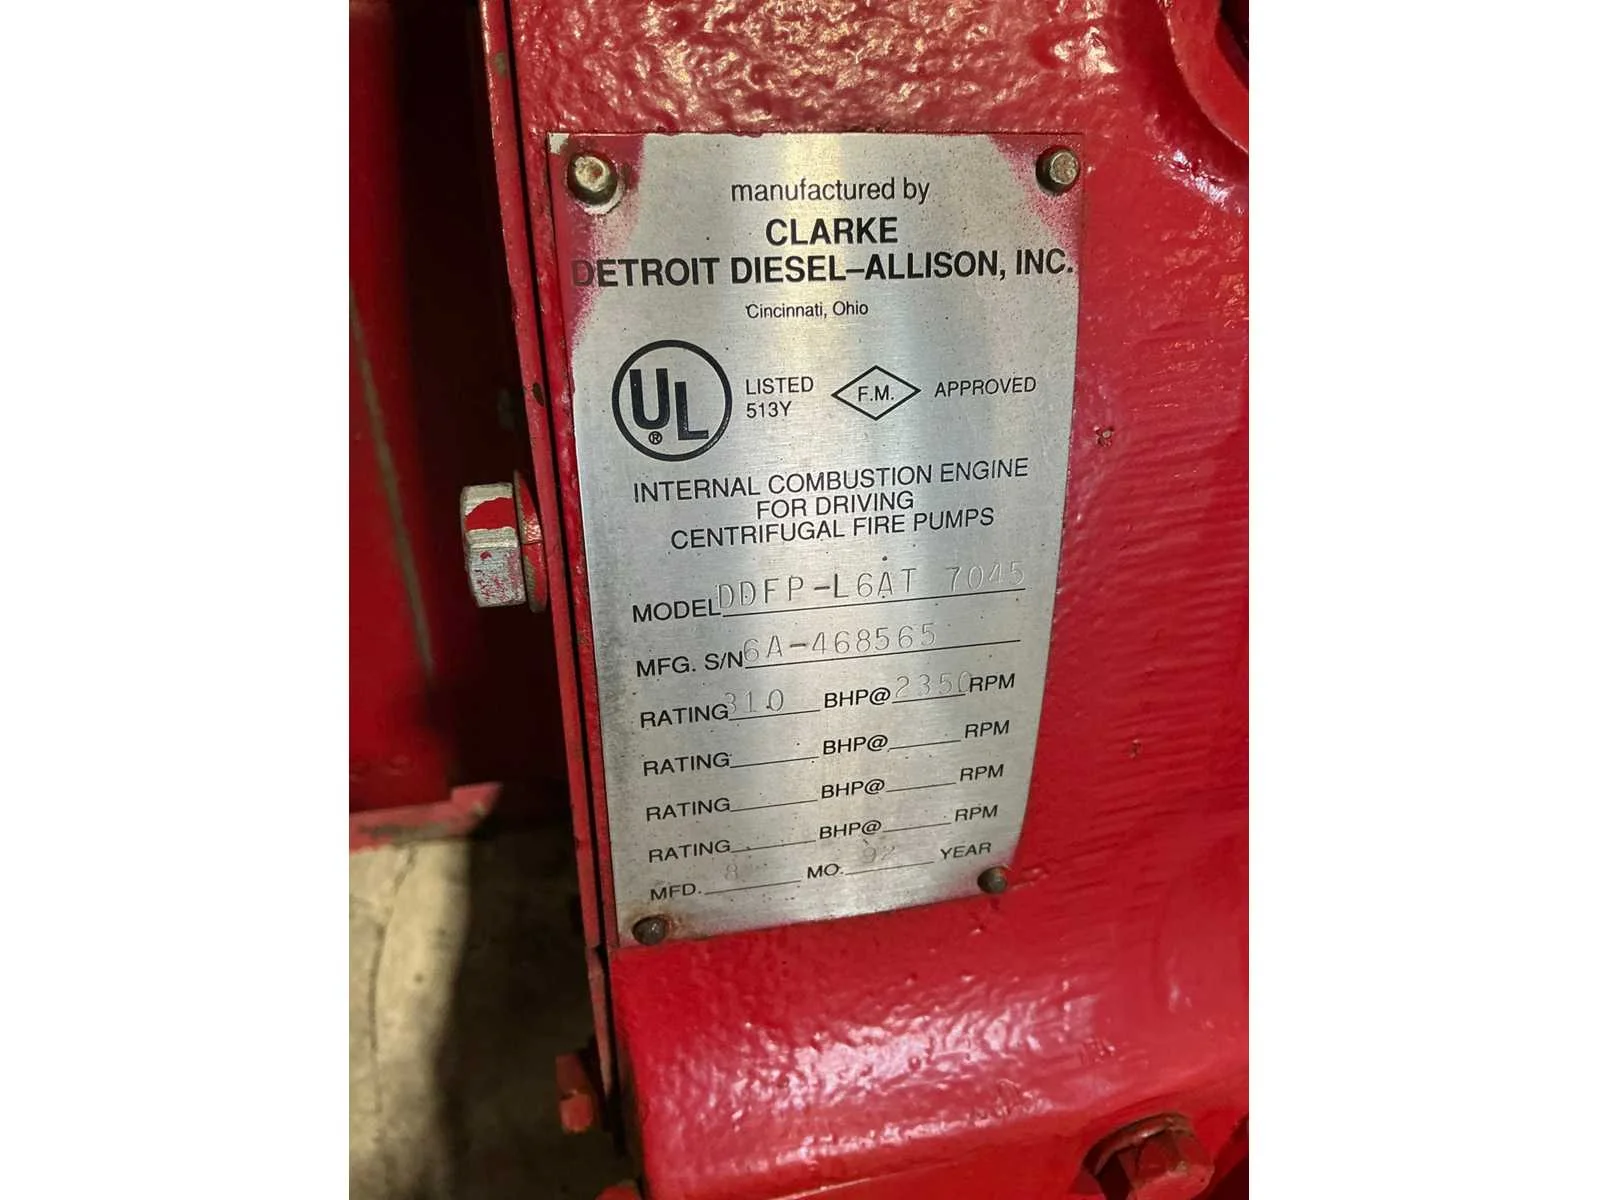 manufactured by
CLARKE
DETROIT DIESEL-ALLISON, INC.
Cincinnati, Ohio
UL ® LISTED 513Y F.M. APPROVED
INTERNAL COMBUSTION ENGINE
FOR DRIVING
CENTRIFUGAL FIRE PUMPS
MODEL DDFP-L6AT 7045
MFG. S/N 6A-468565
RATING 310 BHP@ 2350 RPM
RATING BHP@ RPM
RATING BHP@ RPM
RATING BHP@ RPM
MFD. 8 MO. 92 YEAR